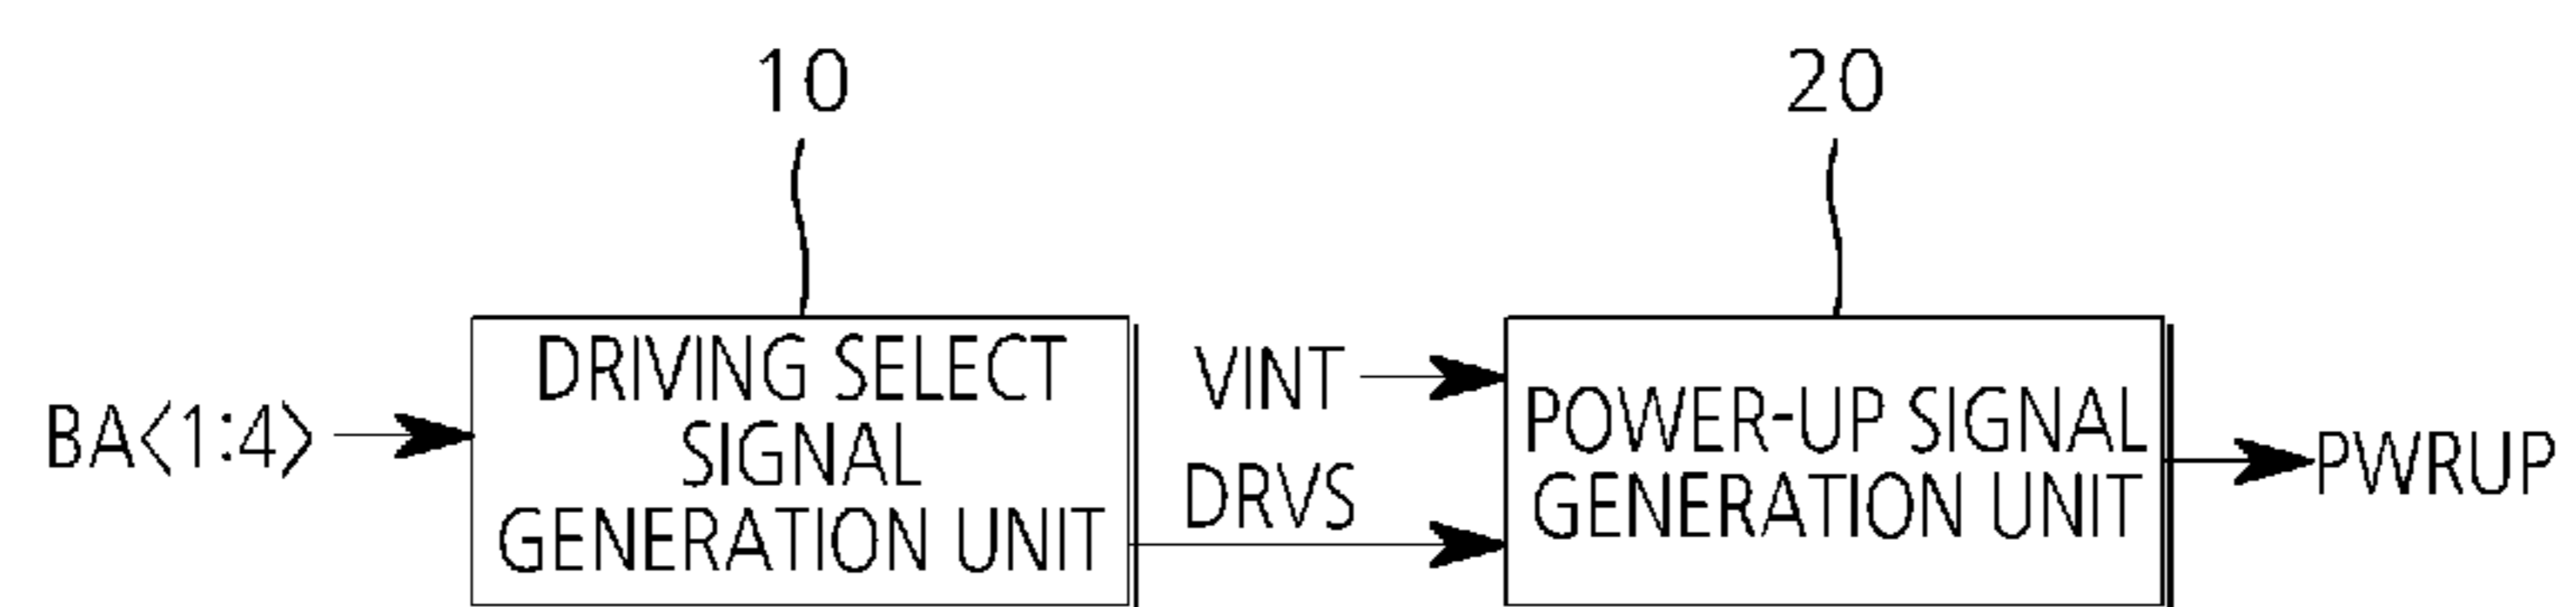 10
20
BA<1:4>
DRIVING SELECT
SIGNAL
GENERATION UNIT
VINT
DRVS
POWER-UP SIGNAL
GENERATION UNIT
PWRUP